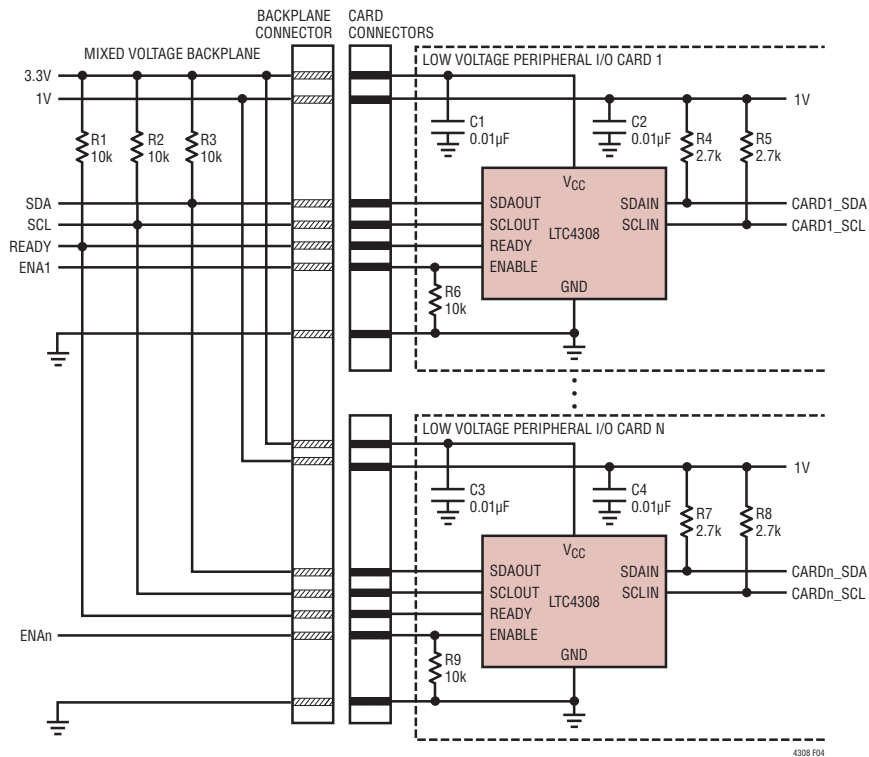 BACKPLANE CONNECTOR
CARD CONNECTORS
MIXED VOLTAGE BACKPLANE
LOW VOLTAGE PERIPHERAL I/O CARD 1
3.3V
1V
R1
10k
R2
10k
R3
10k
C1
0.01µF
C2
0.01µF
R4
2.7k
R5
2.7k
1V
SDA
SCL
READY
ENA1
VCC
SDAOUT
SCLOUT
READY
ENABLE
LTC4308
SDAIN
SCLIN
GND
CARD1_SDA
CARD1_SCL
R6
10k
LOW VOLTAGE PERIPHERAL I/O CARD N
C3
0.01µF
C4
0.01µF
R7
2.7k
R8
2.7k
1V
VCC
SDAOUT
SCLOUT
READY
ENABLE
LTC4308
SDAIN
SCLIN
GND
CARDn_SDA
CARDn_SCL
ENAn
R9
10k
4308 F04